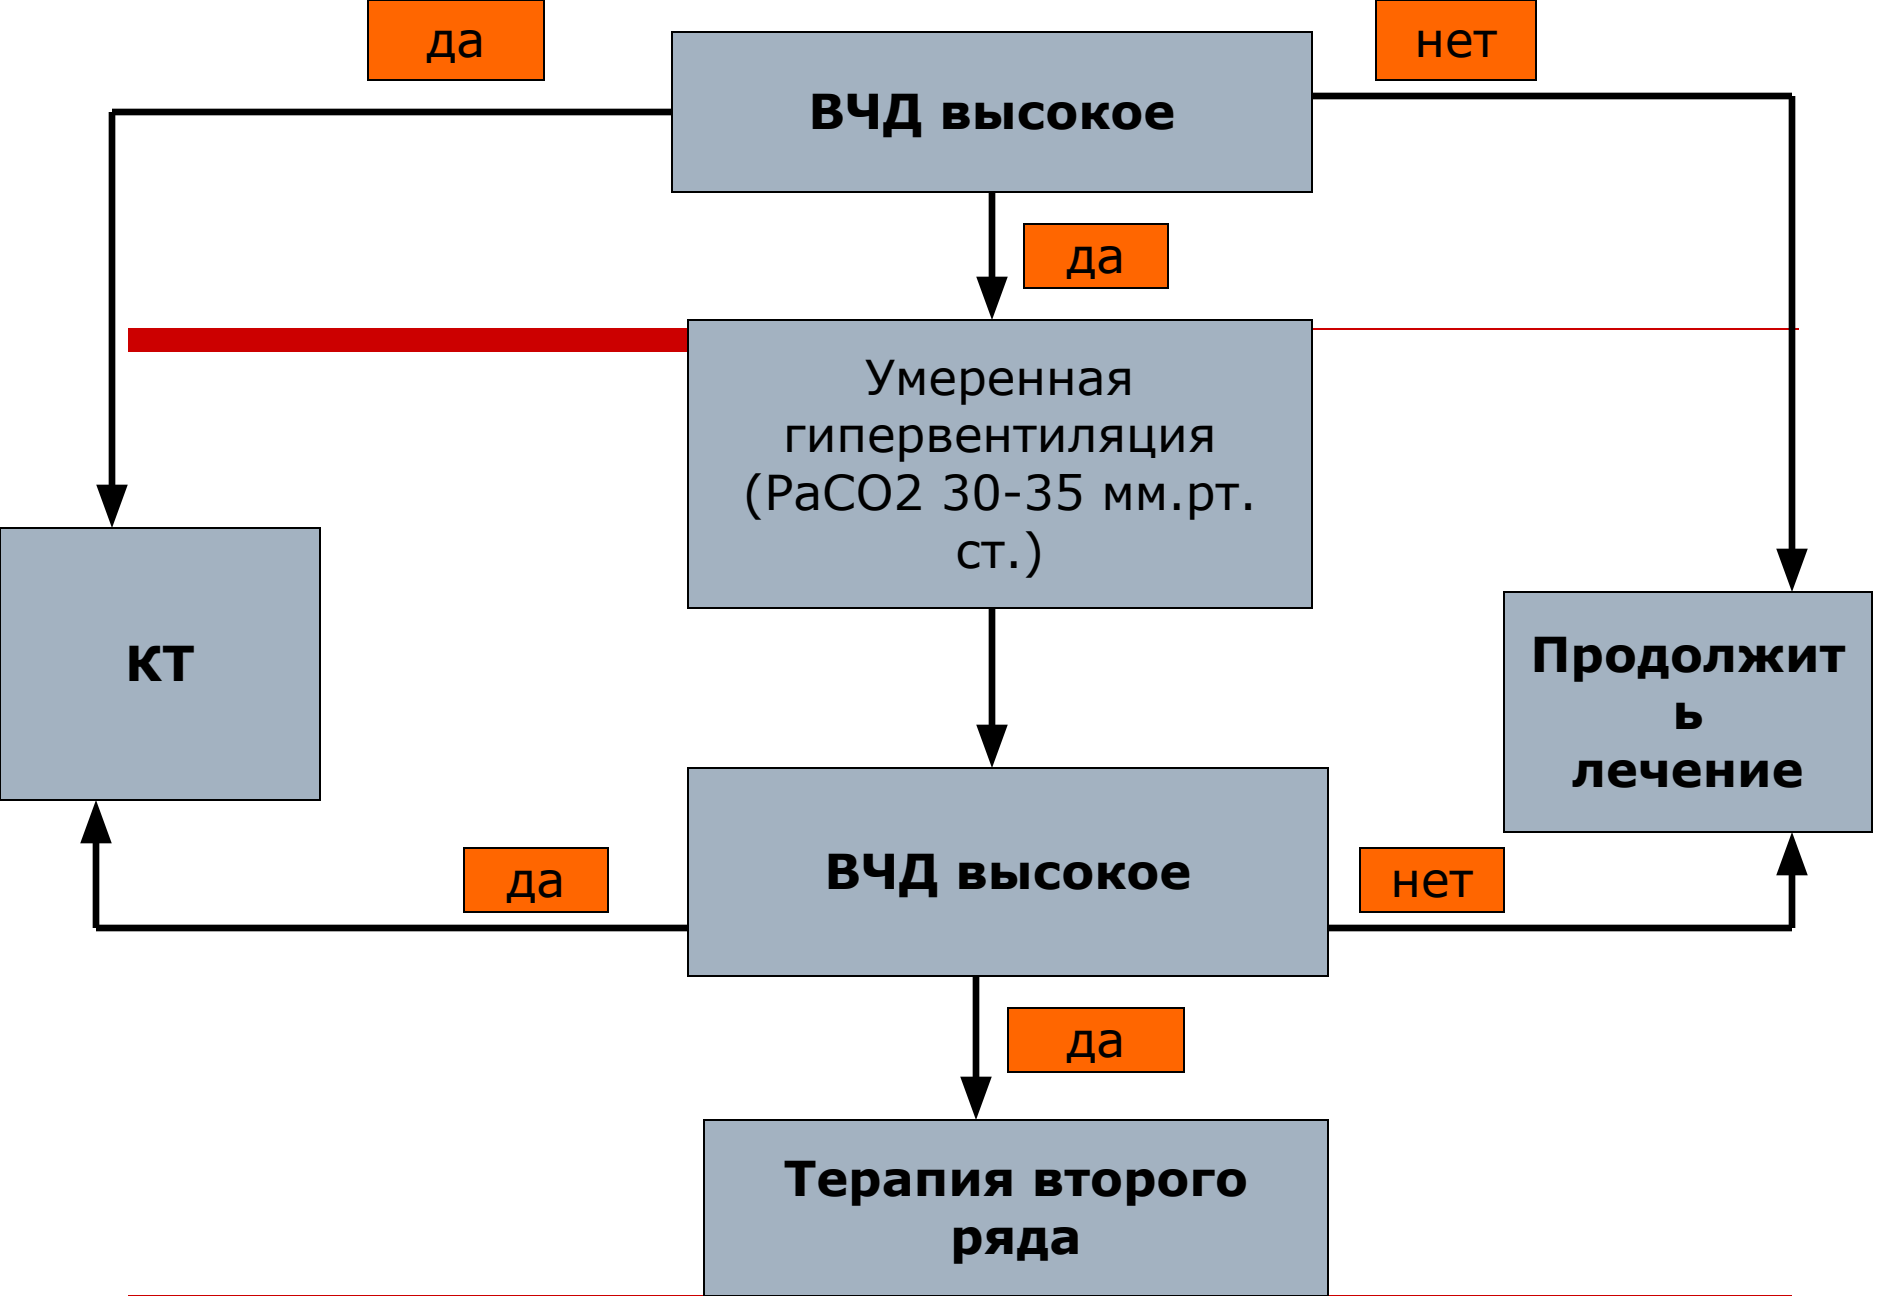 да
нет
ВЧД высокое
да
Умеренная
гипервентиляция
(РаСО2 30-35 мм.рт.
ст.)
КТ
Продолжит
ь
лечение
да
ВЧД высокое
нет
да
Терапия второго
ряда